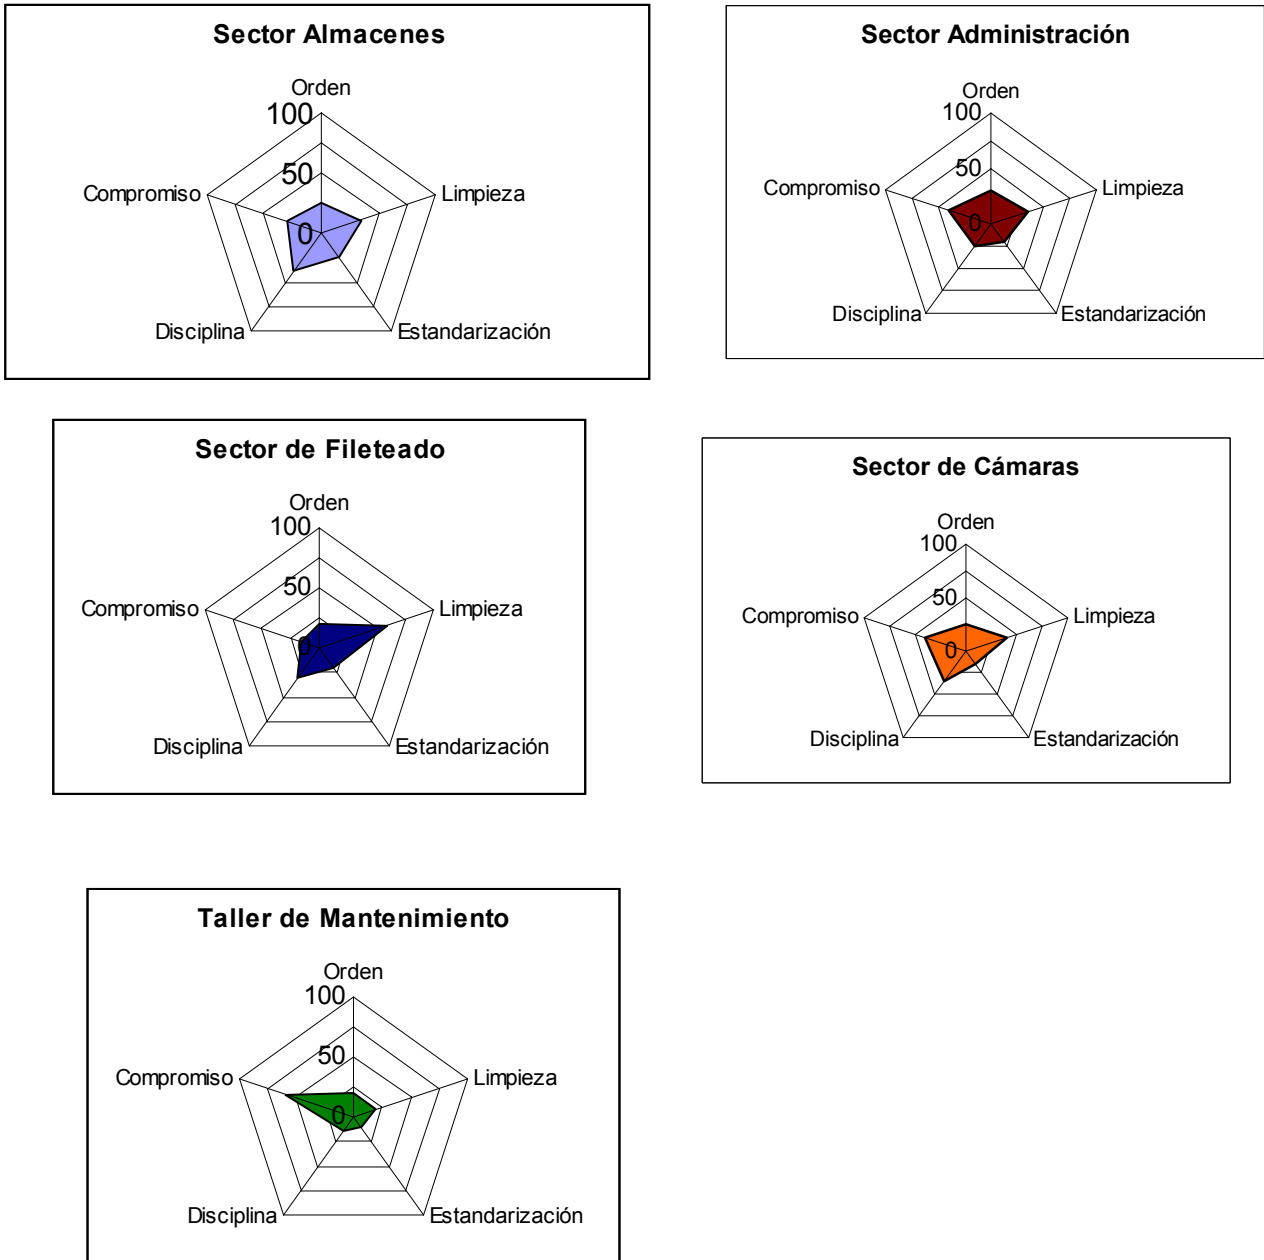 Sector Almacenes
Orden
100
50
0
Compromiso
Limpieza
Disciplina
Estandarización
Sector Administración
Orden
100
50
0
Compromiso
Limpieza
Disciplina
Estandarización
Sector de Fileteado
Orden
100
50
0
Compromiso
Limpieza
Disciplina
Estandarización
Sector de Cámaras
Orden
100
50
0
Compromiso
Limpieza
Disciplina
Estandarización
Taller de Mantenimiento
Orden
100
50
0
Compromiso
Limpieza
Disciplina
Estandarización